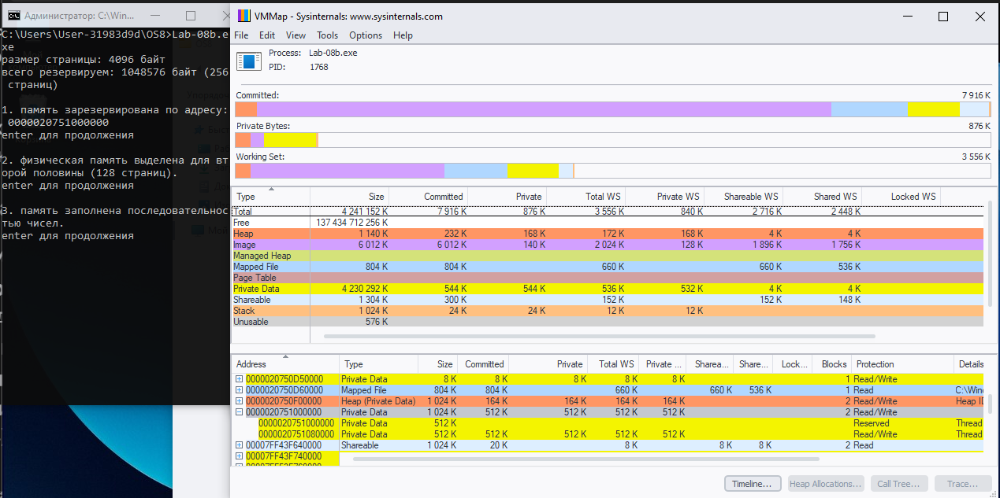 Администратор: C:\Win...
C:\Users\User-31983d9d\OS8>Lab-08b.e
xe
размер страницы: 4096 байт
всего резервируем: 1048576 байт (256
страниц)
1. память зарезервирована по адресу:
0000020751000000
enter для продолжения
2. физическая память выделена для вт
орой половины (128 страниц).
enter для продолжения
3. память заполнена последовательнос
тью чисел.
enter для продолжения
VMMap - Sysinternals: www.sysinternals.com
File Edit View Tools Options Help
Process: Lab-08b.exe
PID: 1768
Committed: 7 916 K
Private Bytes: 876 K
Working Set: 3 556 K
Type Size Committed Private Total WS Private WS Shareable WS Shared WS Locked WS
Total 4 241 152 K 7 916 K 876 K 3 556 K 840 K 2 716 K 2 448 K
Free 137 434 712 256 K
Heap 1 140 K 232 K 168 K 172 K 168 K 4 K 4 K
Image 6 012 K 6 012 K 140 K 2 024 K 128 K 1 896 K 1 756 K
Managed Heap
Mapped File 804 K 804 K 660 K 660 K 536 K
Page Table
Private Data 4 230 292 K 544 K 544 K 536 K 532 K 4 K 4 K
Shareable 1 304 K 300 K 152 K 152 K 148 K
Stack 1 024 K 24 K 24 K 12 K 12 K
Unusable 576 K
Address Type Size Committed Private Total WS Private ... Sharea... Share... Lock... Blocks Protection Details
0000020750D50000 Private Data 8 K 8 K 8 K 8 K 8 K 1 Read/Write
0000020750D60000 Mapped File 804 K 804 K 660 K 660 K 536 K 1 Read C:\Win
0000020750F00000 Heap (Private Data) 1 024 K 164 K 164 K 164 K 164 K 2 Read/Write Heap ID
0000020751000000 Private Data 1 024 K 512 K 512 K 512 K 512 K 2 Read/Write
0000020751000000 Private Data 512 K Reserved Thread
0000020751080000 Private Data 512 K 512 K 512 K 512 K 512 K Read/Write Thread
00007FF43F640000 Shareable 1 024 K 20 K 8 K 8 K 8 K 2 Read
00007FF43F740000
Timeline... Heap Allocations... Call Tree... Trace...